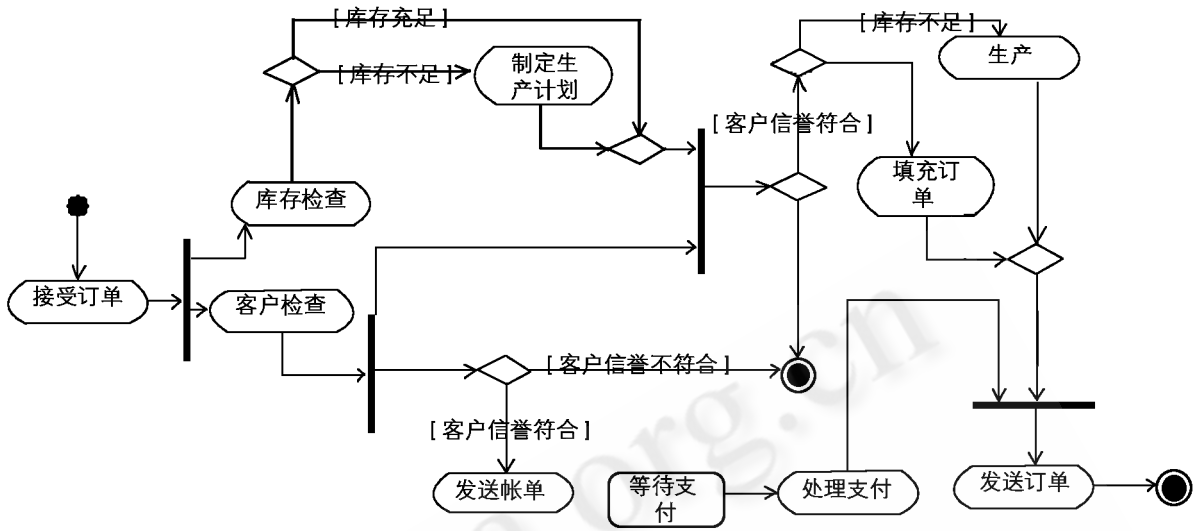 [库存充足]
[库存不足]
制定生
产计划
[库存不足]
生产
[客户信誉符合]
填充订
单
库存检查
接受订单
客户检查
[客户信誉不符合]
[客户信誉符合]
发送帐单
等待支
付
处理支付
发送订单
org.cn